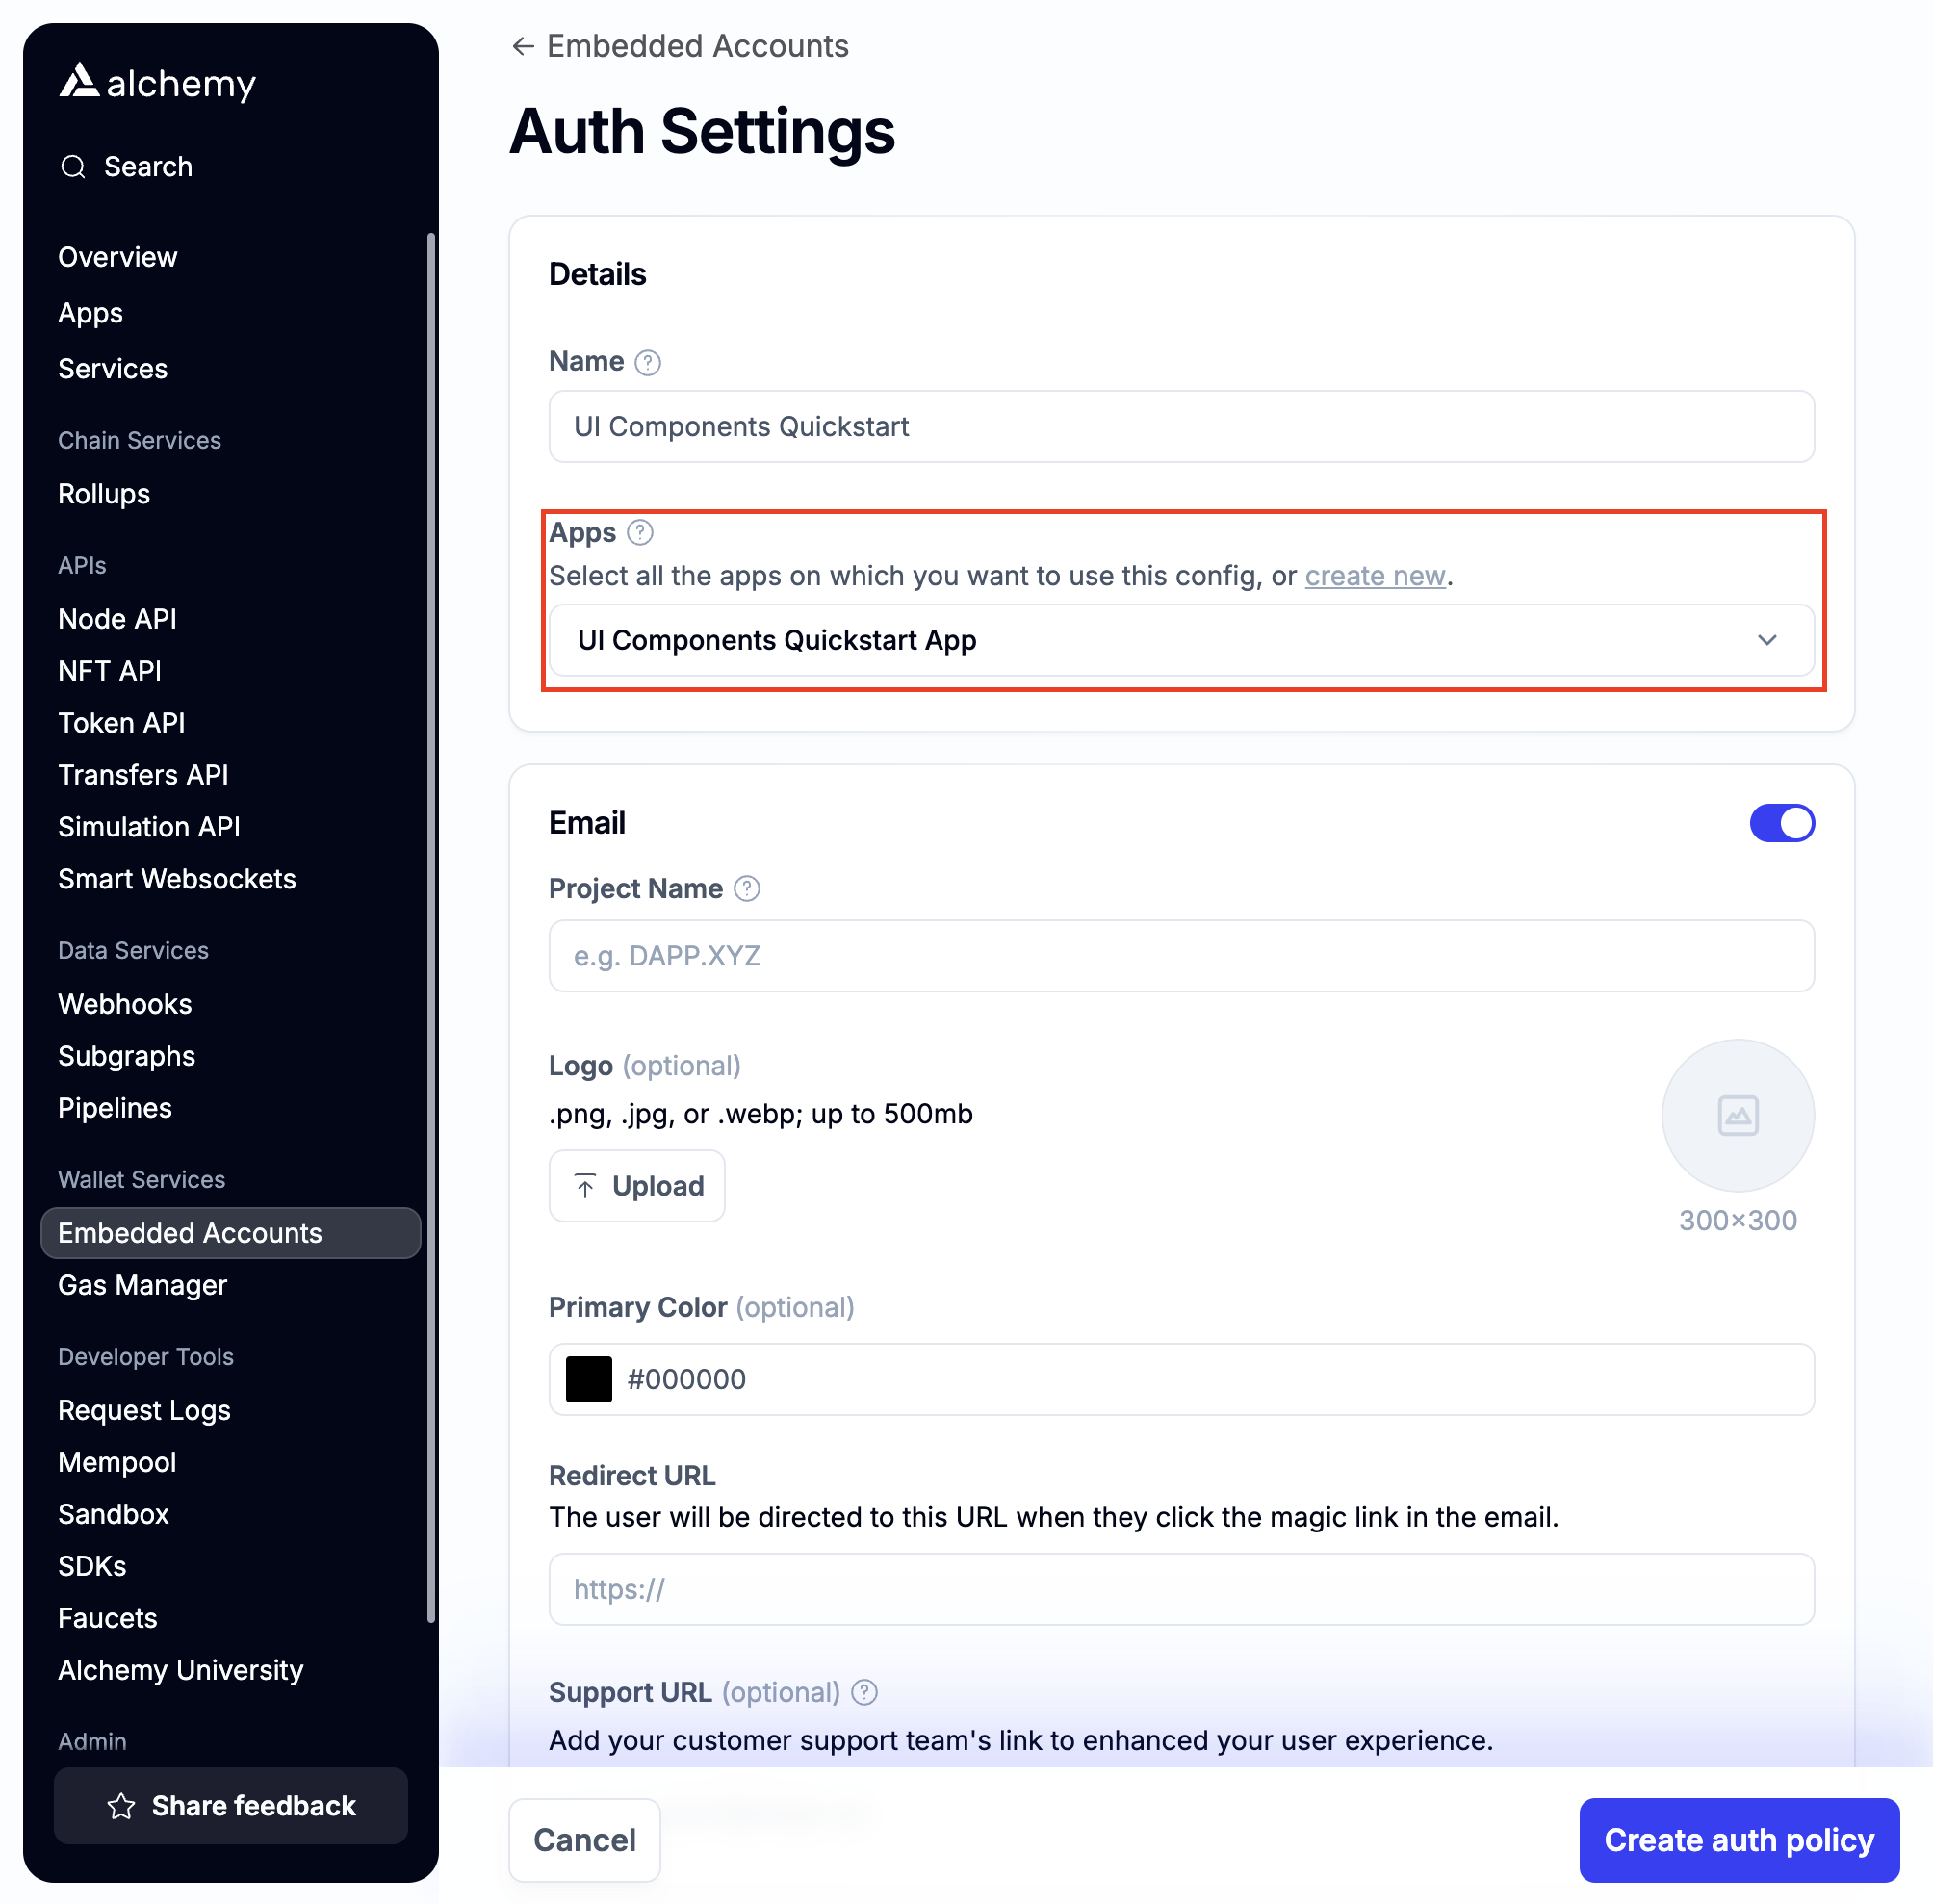 alchemy
Search
Overview
Apps
Services
Chain Services
Rollups
APIs
Node API
NFT API
Token API
Transfers API
Simulation API
Smart Websockets
Data Services
Webhooks
Subgraphs
Pipelines
Wallet Services
Embedded Accounts
Gas Manager
Developer Tools
Request Logs
Mempool
Sandbox
SDKs
Faucets
Alchemy University
Admin
Share feedback
← Embedded Accounts
Auth Settings
Details
Name ?
UI Components Quickstart
Apps ?
Select all the apps on which you want to use this config, or create new.
UI Components Quickstart App
Email
Project Name ?
e.g. DAPP.XYZ
Logo (optional)
.png, .jpg, or .webp; up to 500mb
Upload
300×300
Primary Color (optional)
#000000
Redirect URL
The user will be directed to this URL when they click the magic link in the email.
https://
Support URL (optional) ?
Add your customer support team's link to enhanced your user experience.
Cancel
Create auth policy